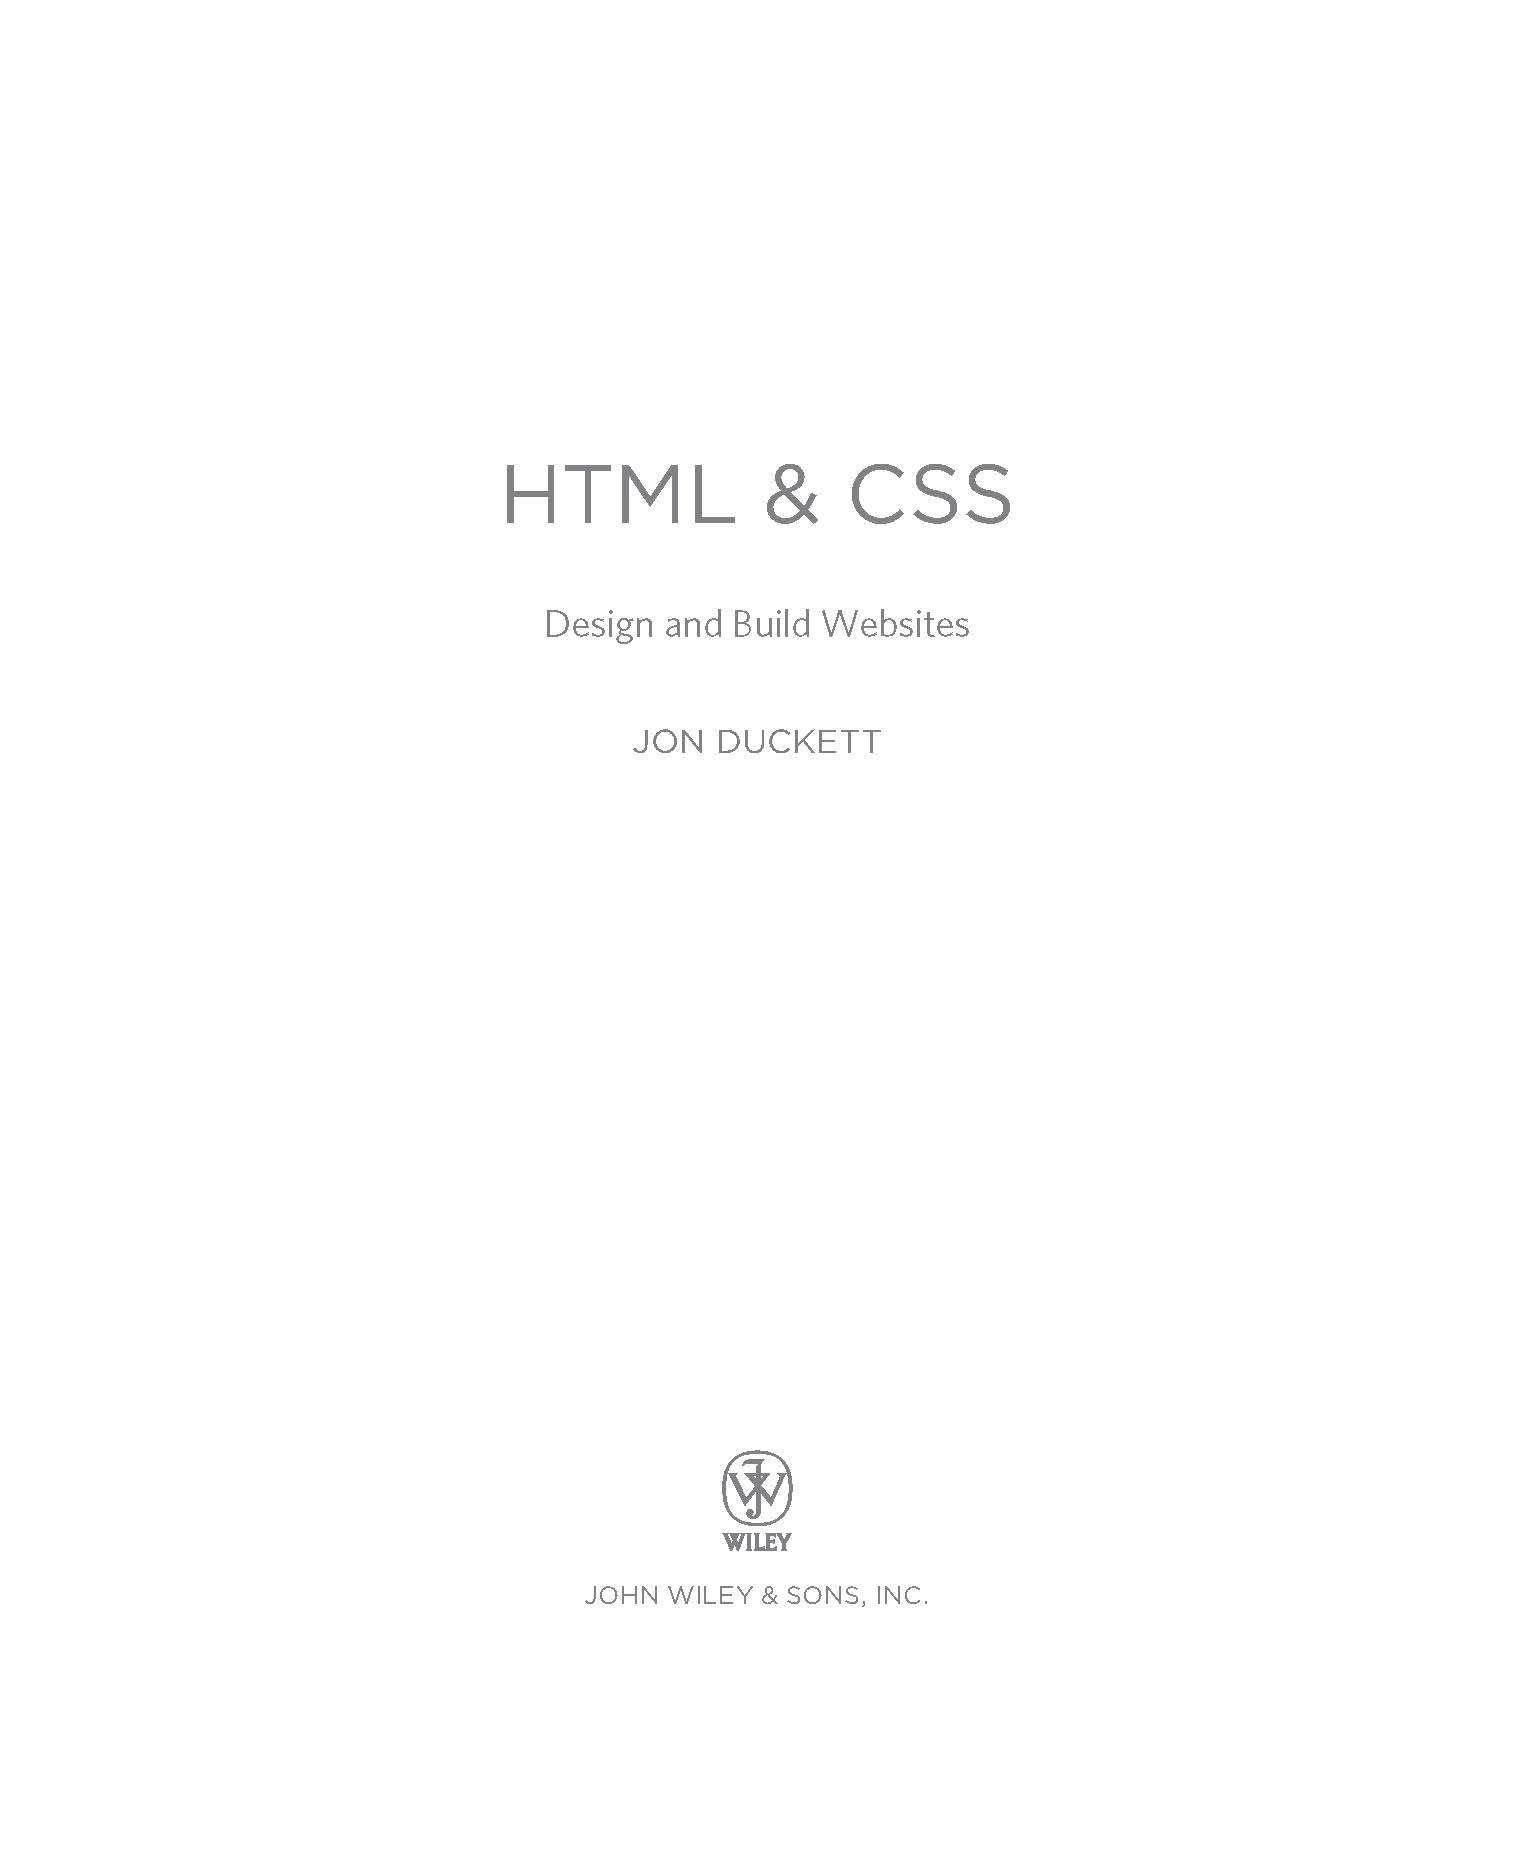 HTML & CSS
Design and Build Websites
JON DUCKETT
WILEY
JOHN WILEY & SONS, INC.